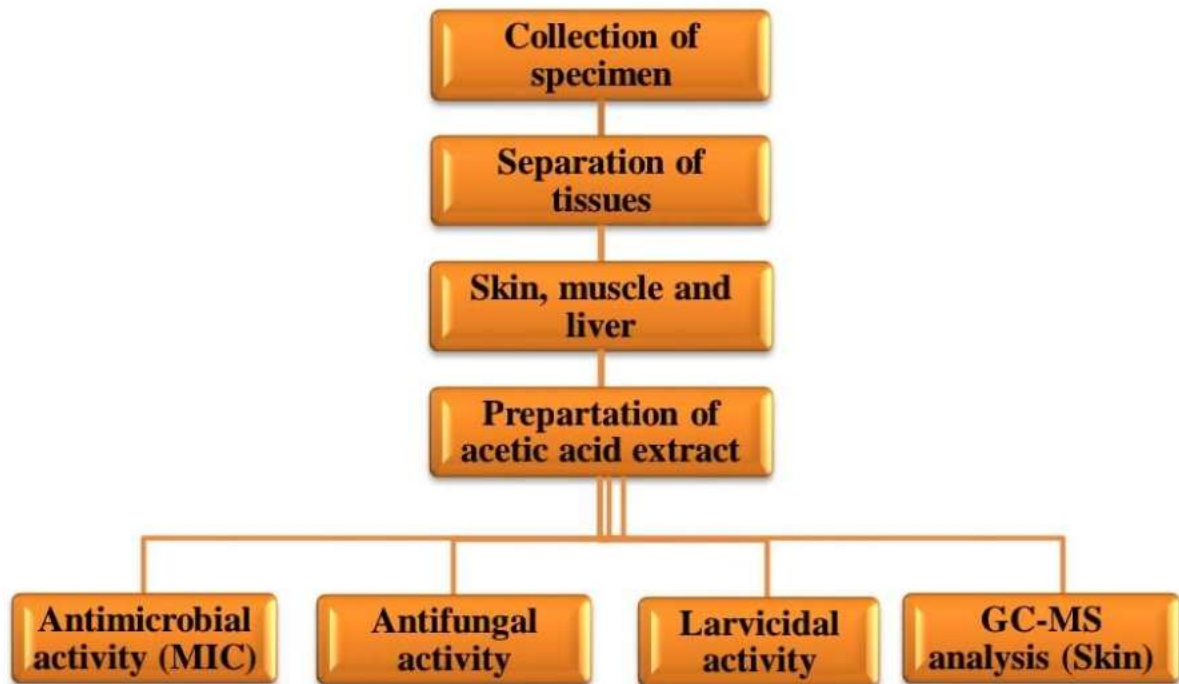 Collection of
specimen
Separation of
tissues
Skin, muscle and
liver
Prepartation of
acetic acid extract
Antimicrobial
activity (MIC)
Antifungal
activity
Larvicidal
activity
GC-MS
analysis (Skin)